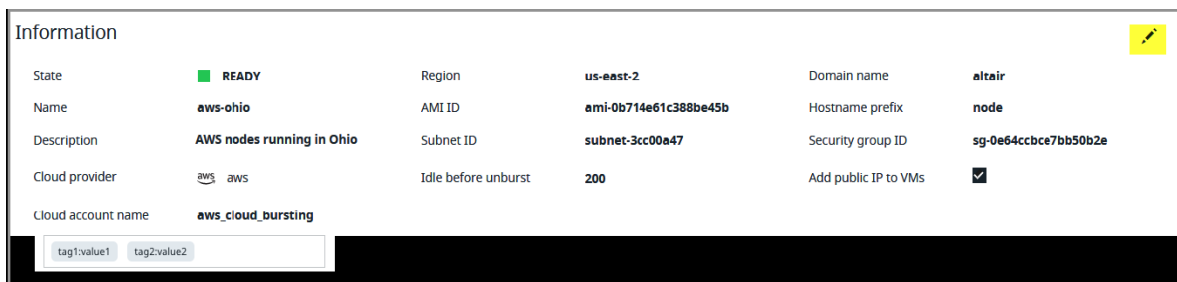 Information
State READY Region us-east-2 Domain name altair
Name aws-ohio AMI ID ami-0b714e61c388be45b Hostname prefix node
Description AWS nodes running in Ohio Subnet ID subnet-3cc00a47 Security group ID sg-0e64ccbce7bb50b2e
Cloud provider aws aws Idle before unburst 200 Add public IP to VMs
Cloud account name aws_cloud_bursting
tag1:value1 tag2:value2